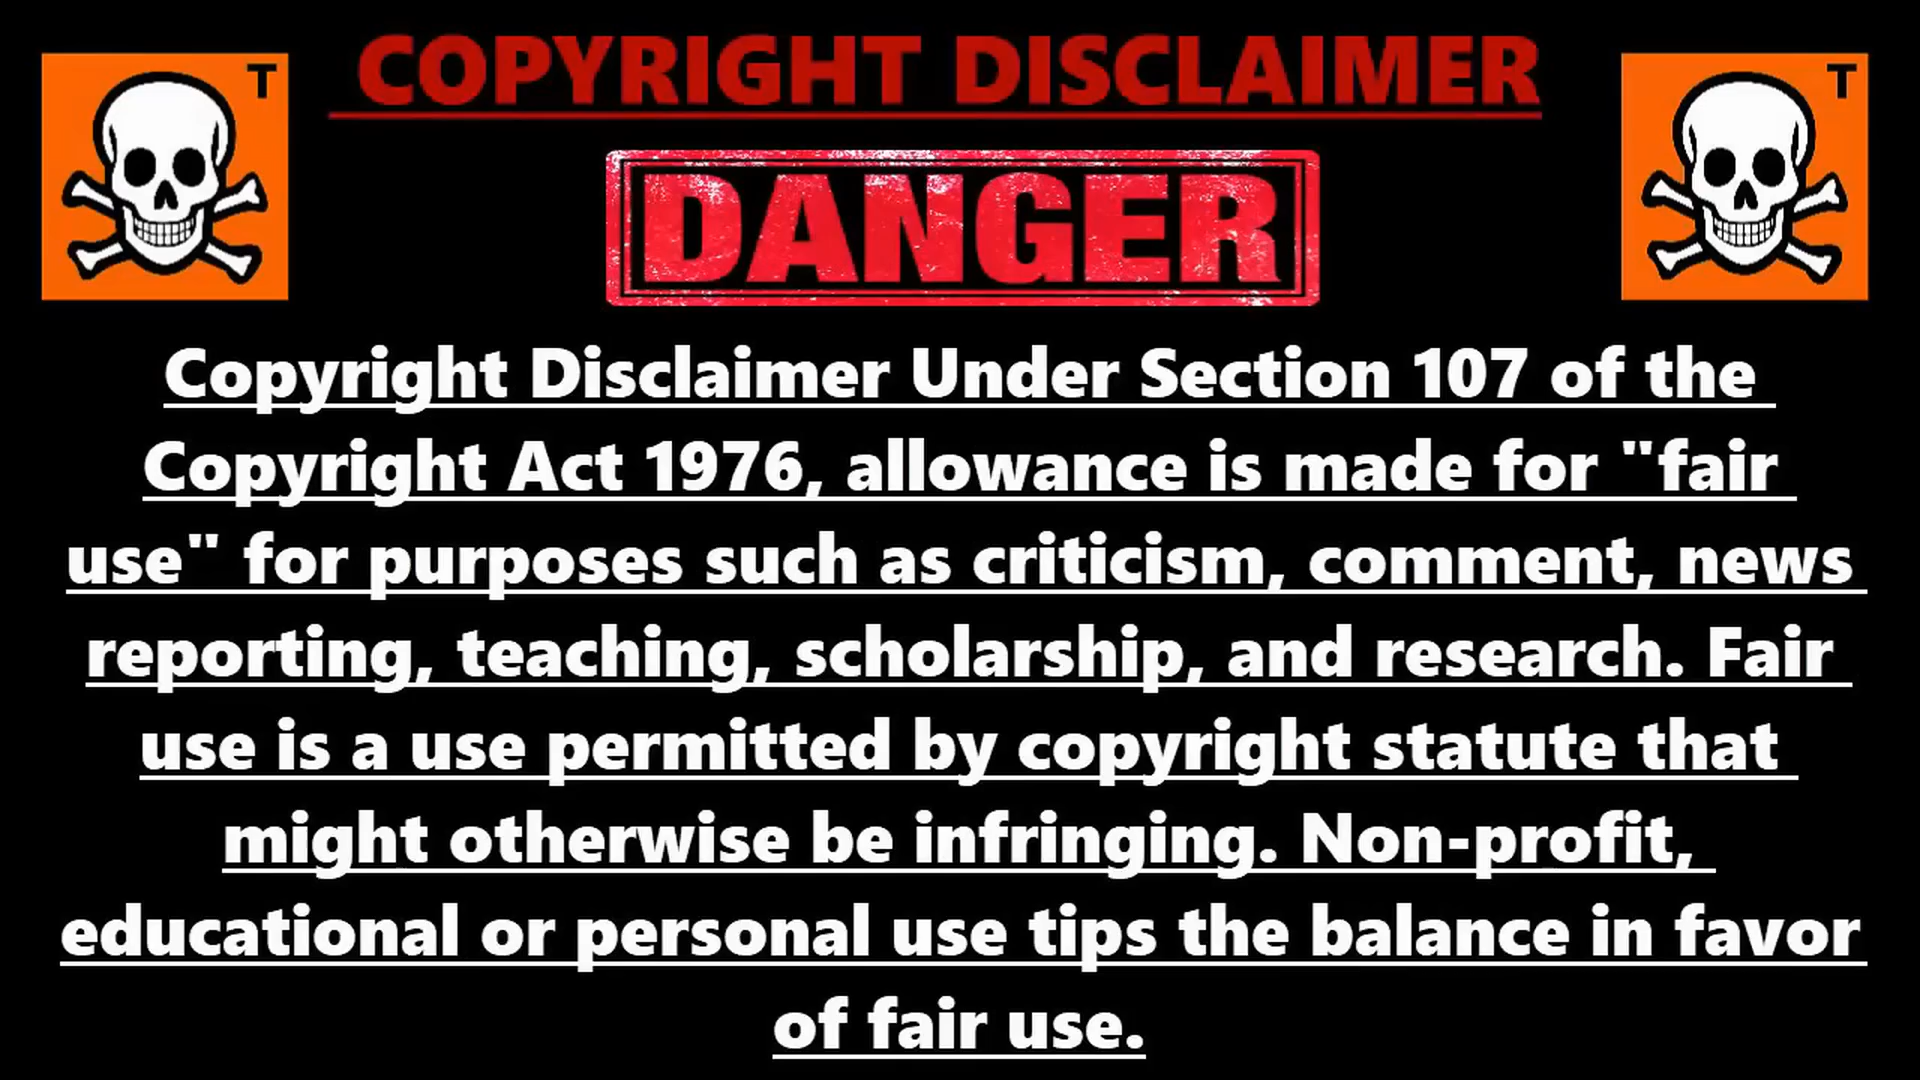 T
COPYRIGHT DISCLAIMER
T
DANGER
Copyright Disclaimer Under Section 107 of the
Copyright Act 1976, allowance is made for "fair
use" for purposes such as criticism, comment, news
reporting, teaching, scholarship, and research. Fair
use is a use permitted by copyright statute that
might otherwise be infringing. Non-profit,
educational or personal use tips the balance in favor
of fair use.